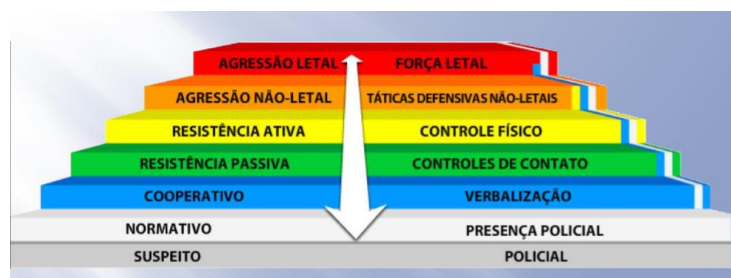 AGRESSÃO LETAL FORÇA LETAL
AGRESSÃO NÃO-LETAL TÁTICAS DEFENSIVAS NÃO-LETAIS
RESISTÊNCIA ATIVA CONTROLE FÍSICO
RESISTÊNCIA PASSIVA CONTROLES DE CONTATO
COOPERATIVO VERBALIZAÇÃO
NORMATIVO PRESENÇA POLICIAL
SUSPEITO POLICIAL